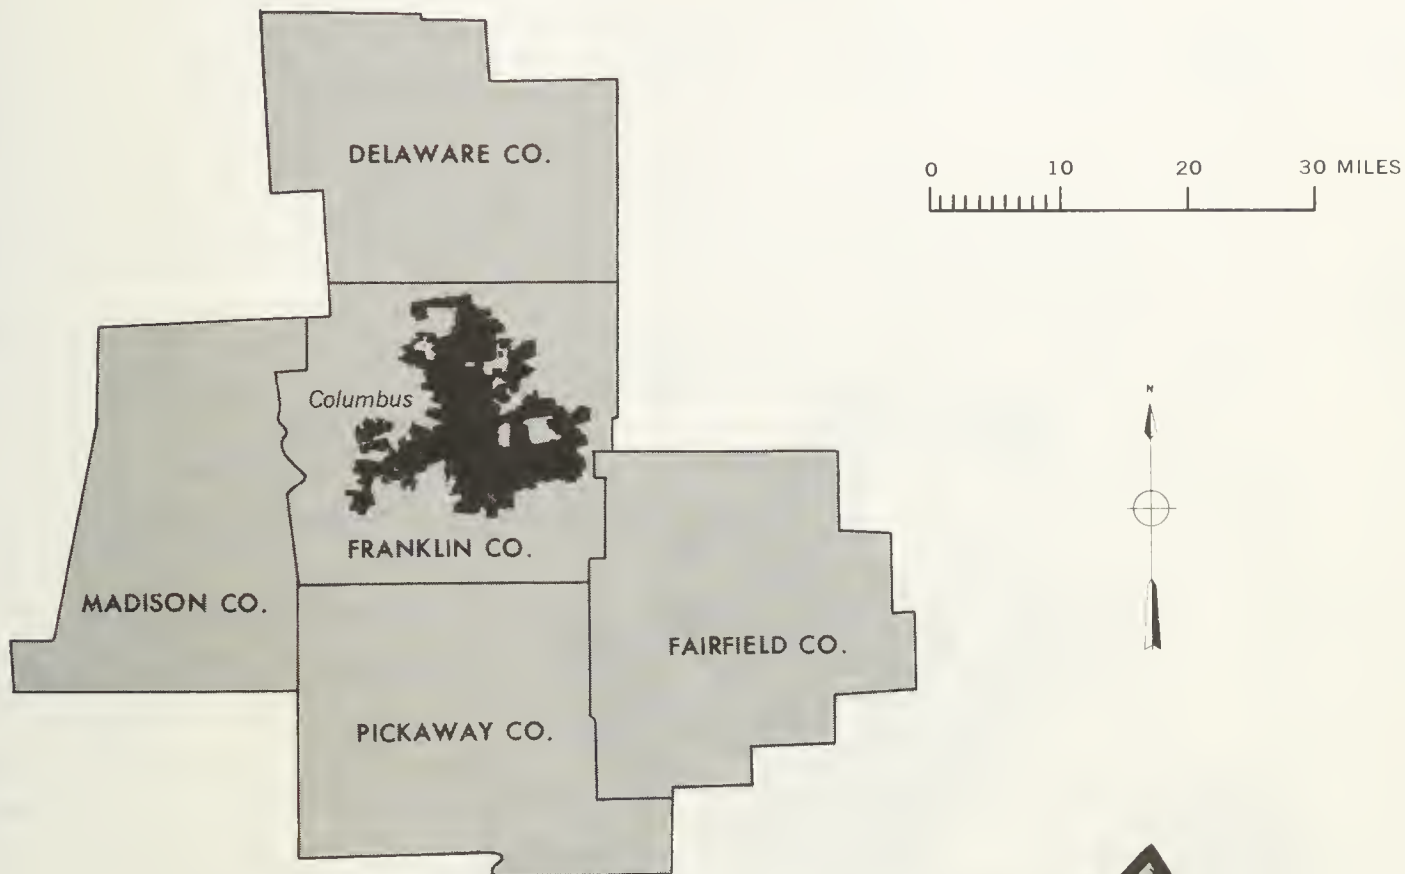 DELAWARE CO.
0 10 20 30 MILES
N
Columbus
FRANKLIN CO.
MADISON CO.
FAIRFIELD CO.
PICKAWAY CO.